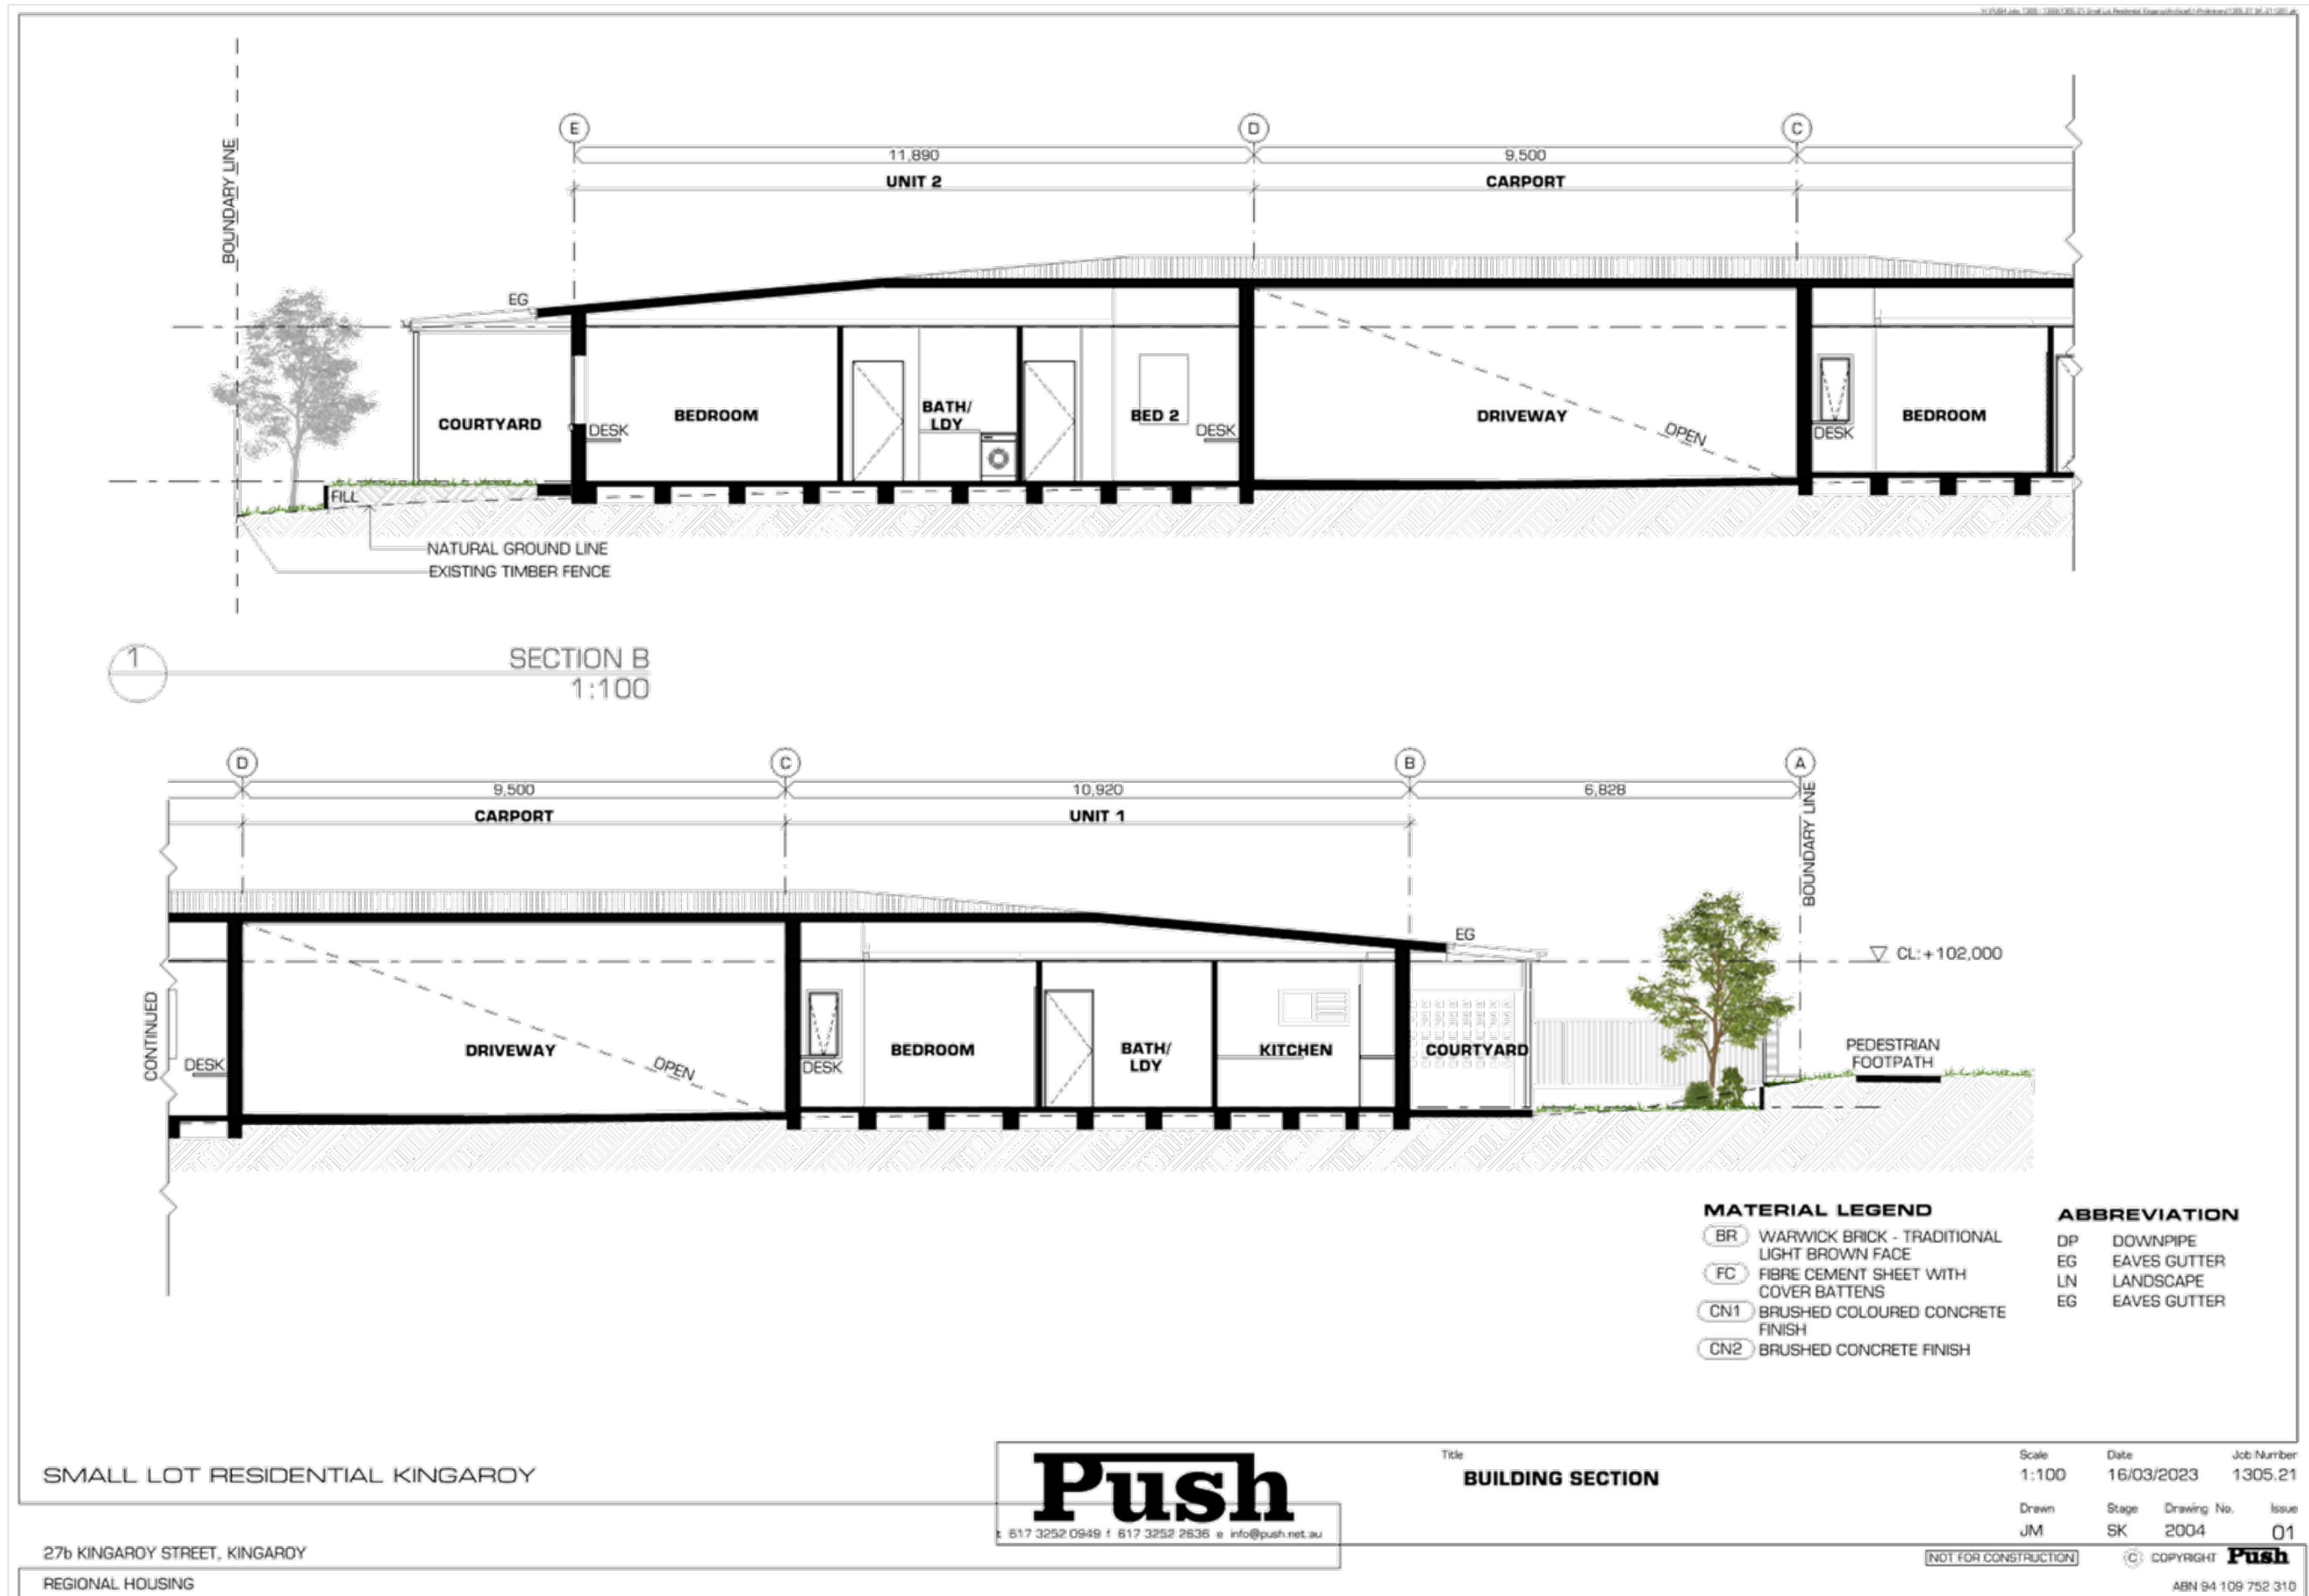 E
D
C
11,890
9,500
UNIT 2
CARPORT
BOUNDARY LINE
EG
COURTYARD
DESK
BEDROOM
BATH/
LDY
BED 2
DESK
DRIVEWAY
OPEN
DESK
BEDROOM
FILL
NATURAL GROUND LINE
EXISTING TIMBER FENCE
1
SECTION B
1:100
D
C
B
A
9,500
10,920
6,828
CARPORT
UNIT 1
BOUNDARY LINE
EG
CL:+102,000
CONTINUED
DESK
DRIVEWAY
OPEN
DESK
BEDROOM
BATH/
LDY
KITCHEN
COURTYARD
PEDESTRIAN
FOOTPATH
MATERIAL LEGEND
BR WARWICK BRICK - TRADITIONAL
LIGHT BROWN FACE
FC FIBRE CEMENT SHEET WITH
COVER BATTENS
CN1 BRUSHED COLOURED CONCRETE
FINISH
CN2 BRUSHED CONCRETE FINISH
ABBREVIATION
DP DOWNPIPE
EG EAVES GUTTER
LN LANDSCAPE
EG EAVES GUTTER
SMALL LOT RESIDENTIAL KINGAROY
27b KINGAROY STREET, KINGAROY
REGIONAL HOUSING
Push
t 617 3252 0949 f 617 3252 2636 e info@push.net.au
Title
BUILDING SECTION
Scale Date Job Number
1:100 16/03/2023 1305.21
Drawn Stage Drawing No. Issue
JM SK 2004 01
NOT FOR CONSTRUCTION © COPYRIGHT Push
ABN 94 109 752 310